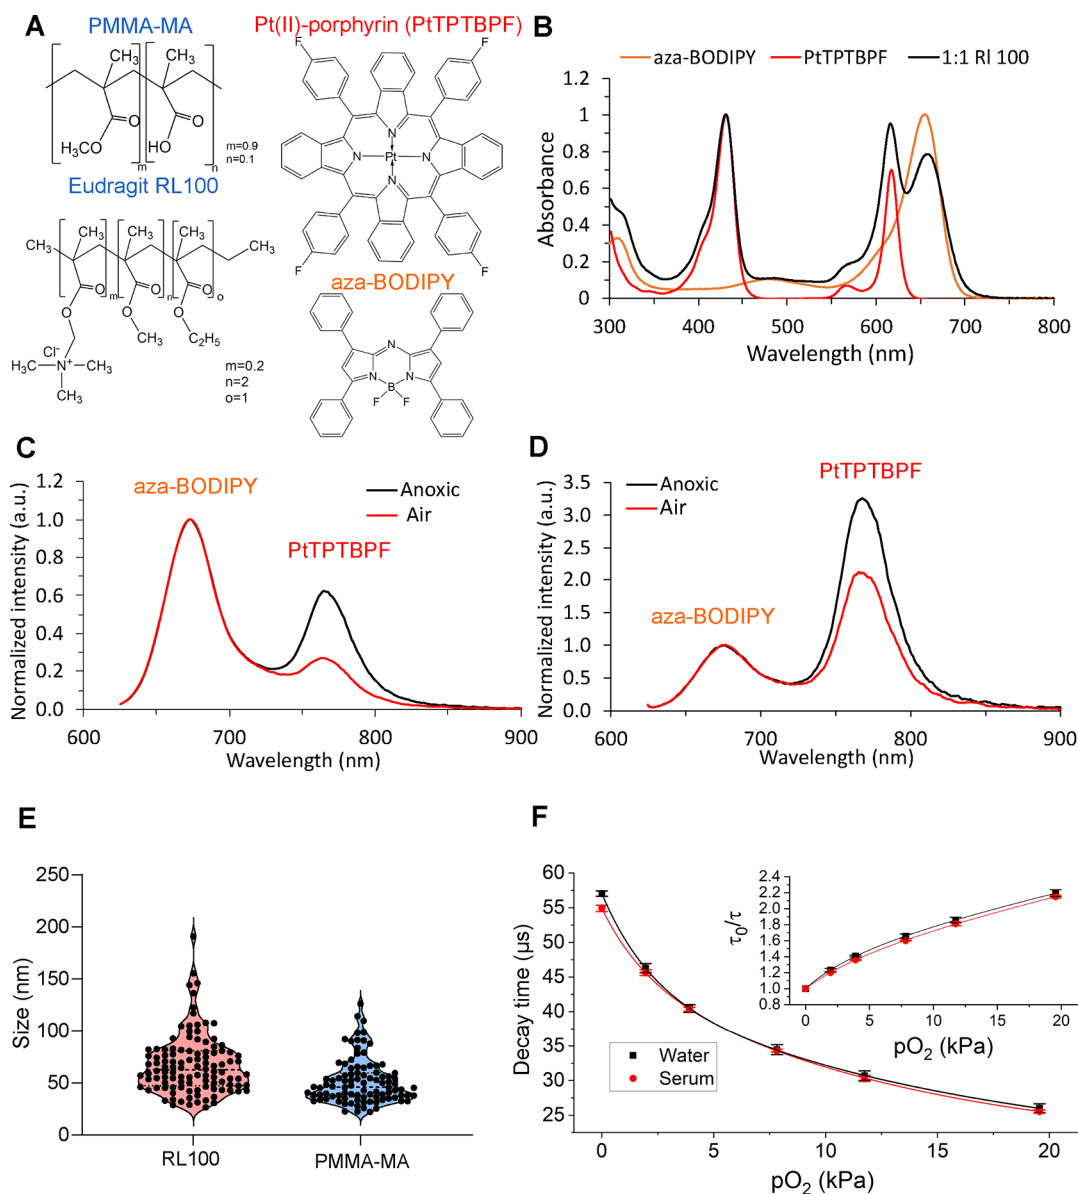 A
PMMA-MA
CH₃
CH₃
O
O
H₃CO
HO
m
n
m=0.9
n=0.1
Eudragit RL100
CH₃
CH₃
CH₃
CH₃
CH₃
m
n
o
O
O
O
O
O
O
CH₃
C₂H₅
Cl⁻
H₃C
N⁺
CH₃
CH₃
m=0.2
n=2
o=1
Pt(II)-porphyrin (PtTPTBPF)
F
F
N
N
Pt
N
N
F
F
aza-BODIPY
N
N
N
B
F
F
B
aza-BODIPY
PtTPTBPF
1:1 Rl 100
Absorbance
1.2
1
0.8
0.6
0.4
0.2
0
300
400
500
600
700
800
Wavelength (nm)
C
aza-BODIPY
Anoxic
Air
PtTPTBPF
Normalized intensity (a.u.)
1.2
1.0
0.8
0.6
0.4
0.2
0.0
600
700
800
900
Wavelength (nm)
D
PtTPTBPF
Anoxic
Air
aza-BODIPY
Normalized intensity (a.u.)
3.5
3.0
2.5
2.0
1.5
1.0
0.5
0.0
600
700
800
900
Wavelength (nm)
E
Size (nm)
250
200
150
100
50
0
RL100
PMMA-MA
F
Decay time (µs)
60
55
50
45
40
35
30
25
0
5
10
15
20
pO₂ (kPa)
Water
Serum
τ₀/τ
2.4
2.2
2.0
1.8
1.6
1.4
1.2
1.0
0.8
0
5
10
15
20
pO₂ (kPa)